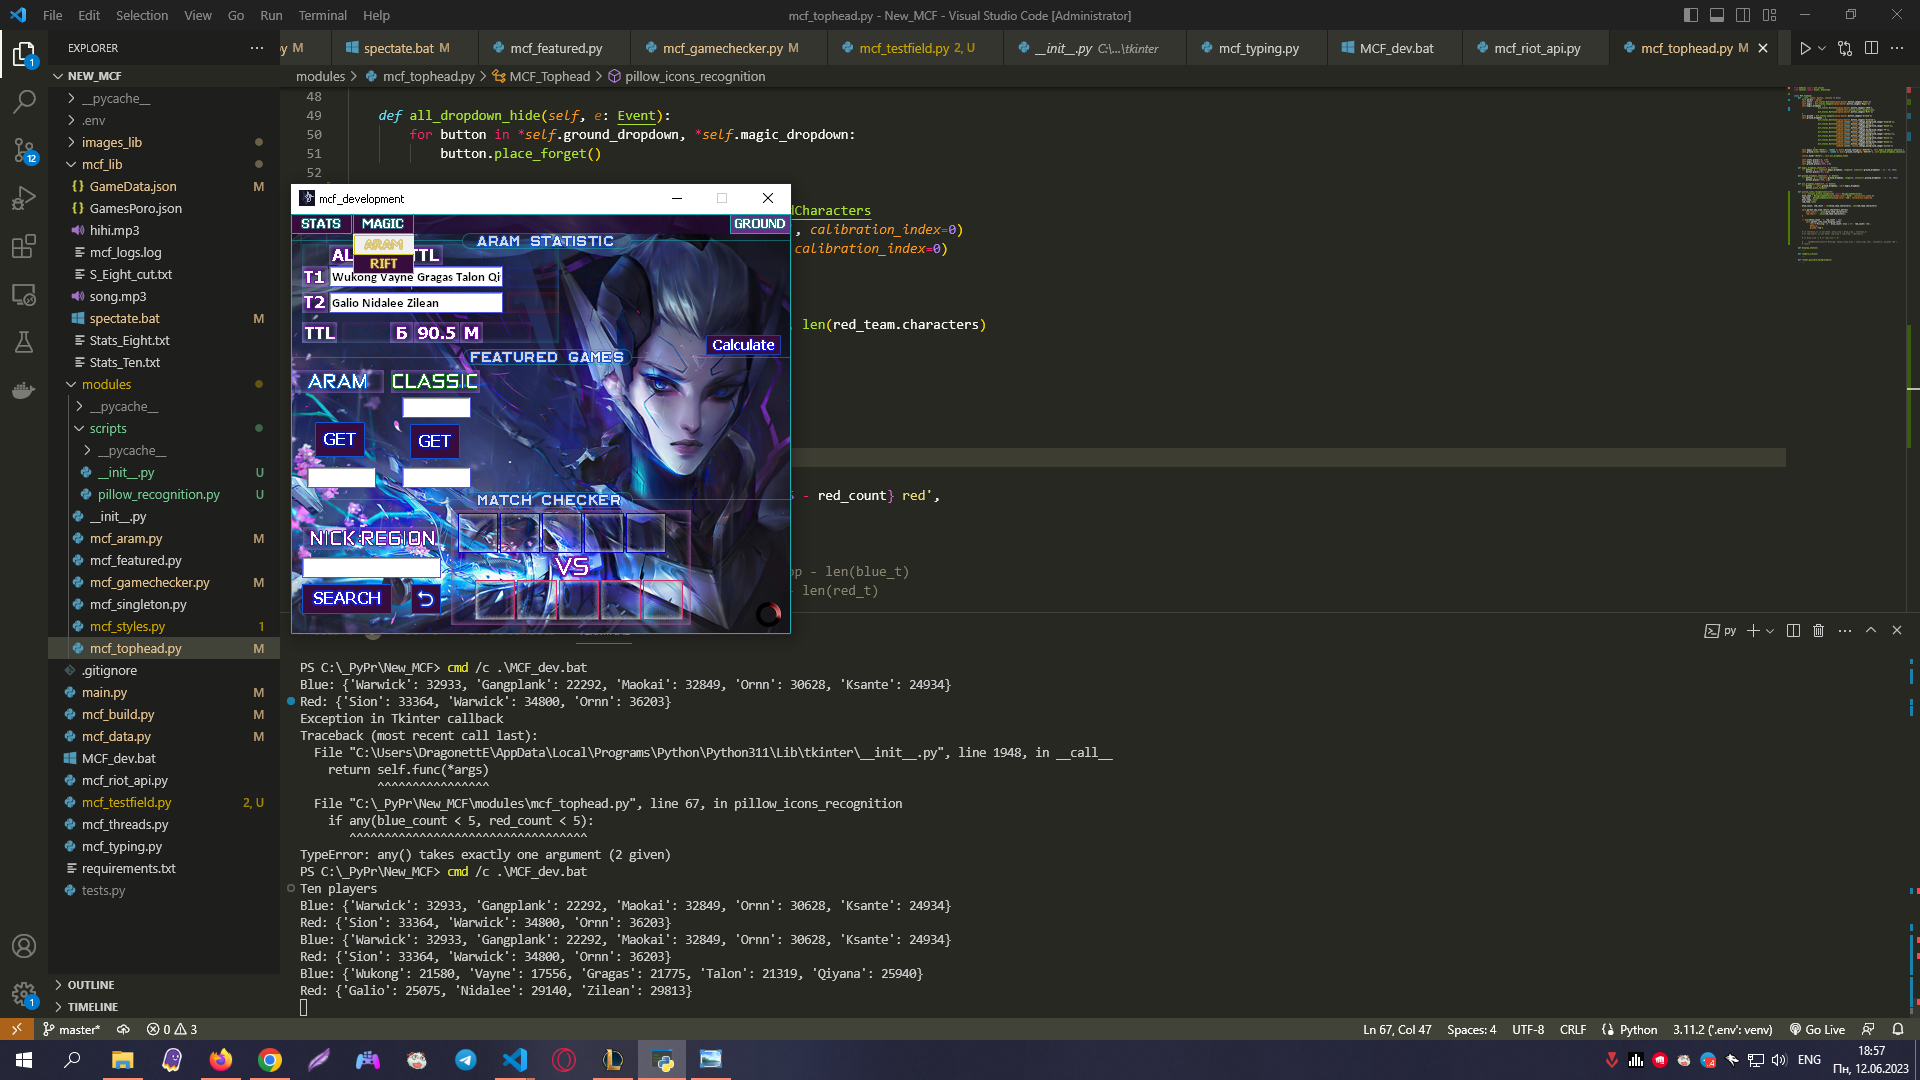 File Edit Selection View Go Run Terminal Help
mcf_tophead.py - New_MCF - Visual Studio Code [Administrator]
EXPLORER
y M
spectate.bat M
mcf_featured.py
mcf_gamechecker.py M
mcf_testfield.py 2, U
__init__.py C:\...\tkinter
mcf_typing.py
MCF_dev.bat
mcf_riot_api.py
mcf_tophead.py M
modules > mcf_tophead.py > MCF_Tophead > pillow_icons_recognition
NEW_MCF
__pycache__
.env
images_lib
mcf_lib
GameData.json M
GamesPoro.json
hihi.mp3
mcf_logs.log
S_Eight_cut.txt
song.mp3
spectate.bat M
Stats_Eight.txt
Stats_Ten.txt
modules
__pycache__
scripts
__pycache__
__init__.py U
pillow_recognition.py U
__init__.py
mcf_aram.py M
mcf_featured.py
mcf_gamechecker.py M
mcf_singleton.py
mcf_styles.py 1
mcf_tophead.py M
.gitignore
main.py M
mcf_build.py M
mcf_data.py M
MCF_dev.bat
mcf_riot_api.py
mcf_testfield.py 2, U
mcf_threads.py
mcf_typing.py
requirements.txt
tests.py
OUTLINE
TIMELINE
48
49 def all_dropdown_hide(self, e: Event):
50 for button in *self.ground_dropdown, *self.magic_dropdown:
51 button.place_forget()
52
dCharacters
, calibration_index=0)
calibration_index=0)
, len(red_team.characters)
- red_count} red',
op - len(blue_t)
- len(red_t)
mcf_development
STATS MAGIC GROUND
ARAM
RIFT
ARAM STATISTIC
AL TTL
T1 Wukong Vayne Gragas Talon Qi
T2 Galio Nidalee Zilean
TTL Б 90.5 М
Calculate
FEATURED GAMES
ARAM CLASSIC
GET GET
MATCH CHECKER
NICK:REGION
VS
SEARCH
py
PS C:\_PyPr\New_MCF> cmd /c .\MCF_dev.bat
Blue: {'Warwick': 32933, 'Gangplank': 22292, 'Maokai': 32849, 'Ornn': 30628, 'Ksante': 24934}
Red: {'Sion': 33364, 'Warwick': 34800, 'Ornn': 36203}
Exception in Tkinter callback
Traceback (most recent call last):
File "C:\Users\DragonettE\AppData\Local\Programs\Python\Python311\Lib\tkinter\__init__.py", line 1948, in __call__
return self.func(*args)
^^^^^^^^^^^^^^^^
File "C:\_PyPr\New_MCF\modules\mcf_tophead.py", line 67, in pillow_icons_recognition
if any(blue_count < 5, red_count < 5):
^^^^^^^^^^^^^^^^^^^^^^^^^^^^^^^^^^
TypeError: any() takes exactly one argument (2 given)
PS C:\_PyPr\New_MCF> cmd /c .\MCF_dev.bat
Ten players
Blue: {'Warwick': 32933, 'Gangplank': 22292, 'Maokai': 32849, 'Ornn': 30628, 'Ksante': 24934}
Red: {'Sion': 33364, 'Warwick': 34800, 'Ornn': 36203}
Blue: {'Warwick': 32933, 'Gangplank': 22292, 'Maokai': 32849, 'Ornn': 30628, 'Ksante': 24934}
Red: {'Sion': 33364, 'Warwick': 34800, 'Ornn': 36203}
Blue: {'Wukong': 21580, 'Vayne': 17556, 'Gragas': 21775, 'Talon': 21319, 'Qiyana': 25940}
Red: {'Galio': 25075, 'Nidalee': 29140, 'Zilean': 29813}
1
12
1
master* 0 3
Ln 67, Col 47 Spaces: 4 UTF-8 CRLF Python 3.11.2 ('.env': venv) Go Live
ENG
18:57
Пн, 12.06.2023